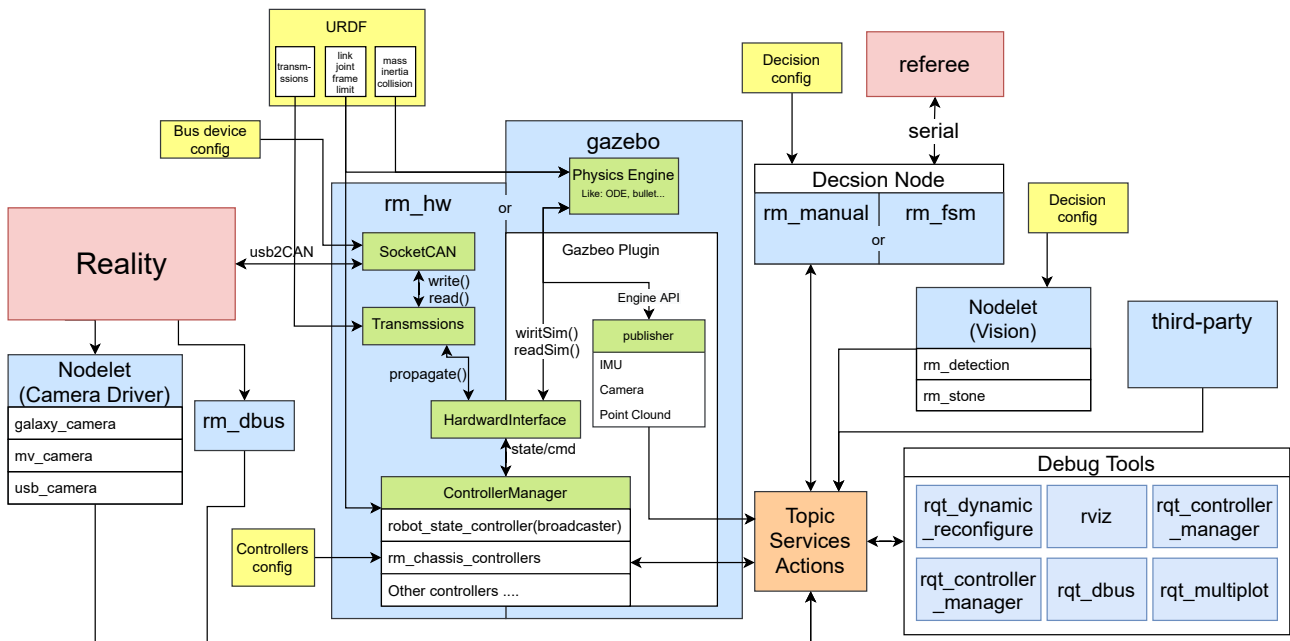 URDF
transm-
ssions
link
joint
frame
limit
mass
inertia
collision
Decision
config
referee
serial
Bus device
config
gazebo
Physics Engine
Like: ODE, bullet...
rm_hw
or
Decsion Node
rm_manual
rm_fsm
or
Decision
config
Reality
usb2CAN
SocketCAN
write()
read()
Transmssions
propagate()
Gazbeo Plugin
Engine API
wiritSim()
readSim()
publisher
IMU
Camera
Point Clound
Nodelet
(Vision)
rm_detection
rm_stone
third-party
Nodelet
(Camera Driver)
galaxy_camera
mv_camera
usb_camera
rm_dbus
HardwardInterface
state/cmd
ControllerManager
robot_state_controller(broadcaster)
rm_chassis_controllers
Other controllers ....
Controllers
config
Topic
Services
Actions
Debug Tools
rqt_dynamic
_reconfigure
rviz
rqt_controller
_manager
rqt_controller
_manager
rqt_dbus
rqt_multiplot